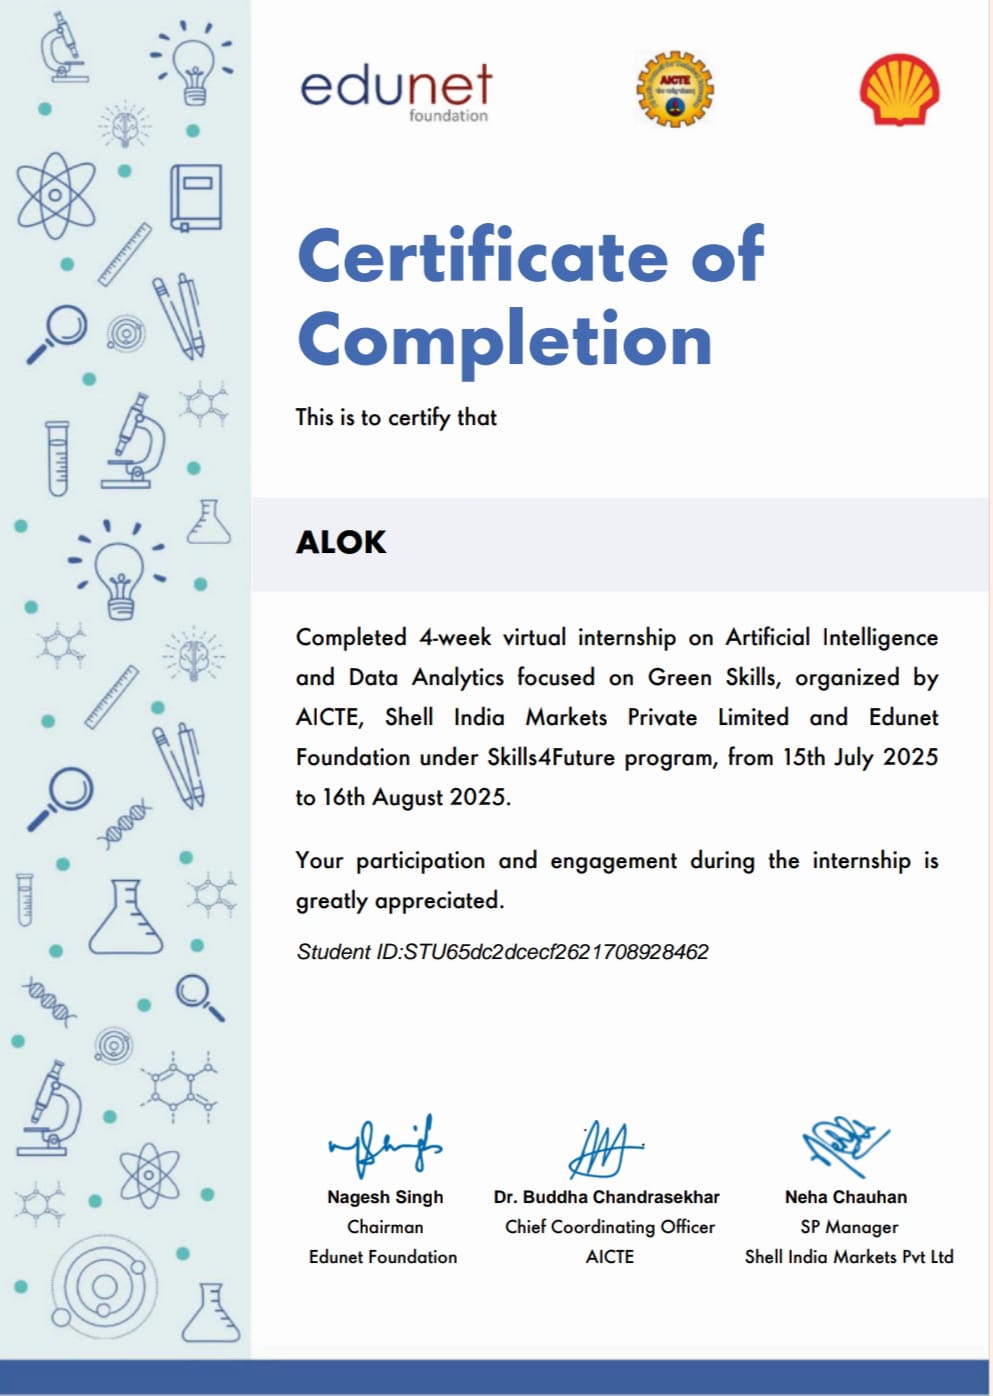 edunet
foundation
AICTE
Certificate of
Completion
This is to certify that
ALOK
Completed 4-week virtual internship on Artificial Intelligence
and Data Analytics focused on Green Skills, organized by
AICTE, Shell India Markets Private Limited and Edunet
Foundation under Skills4Future program, from 15th July 2025
to 16th August 2025.
Your participation and engagement during the internship is
greatly appreciated.
Student ID:STU65dc2dcecf2621708928462
Nagesh Singh
Chairman
Edunet Foundation
Dr. Buddha Chandrasekhar
Chief Coordinating Officer
AICTE
Neha Chauhan
SP Manager
Shell India Markets Pvt Ltd